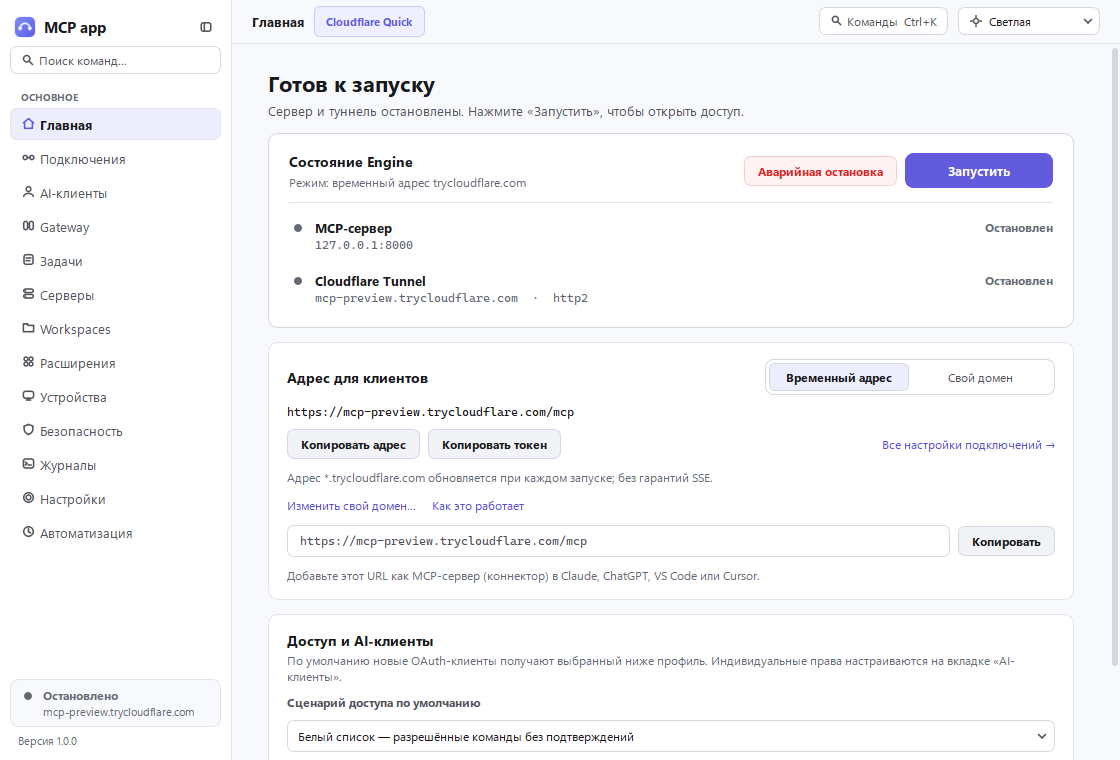 MCP app
Поиск команд...
ОСНОВНОЕ
Главная
Подключения
AI-клиенты
Gateway
Задачи
Серверы
Workspaces
Расширения
Устройства
Безопасность
Журналы
Настройки
Автоматизация
Остановлено
mcp-preview.trycloudflare.com
Версия 1.0.0
Главная
Cloudflare Quick
Команды Ctrl+K
Светлая
Готов к запуску
Сервер и туннель остановлены. Нажмите «Запустить», чтобы открыть доступ.
Состояние Engine
Режим: временный адрес trycloudflare.com
Аварийная остановка
Запустить
MCP-сервер
127.0.0.1:8000
Остановлен
Cloudflare Tunnel
mcp-preview.trycloudflare.com · http2
Остановлен
Адрес для клиентов
Временный адрес
Свой домен
https://mcp-preview.trycloudflare.com/mcp
Копировать адрес
Копировать токен
Все настройки подключений →
Адрес *.trycloudflare.com обновляется при каждом запуске; без гарантий SSE.
Изменить свой домен... Как это работает
https://mcp-preview.trycloudflare.com/mcp
Копировать
Добавьте этот URL как MCP-сервер (коннектор) в Claude, ChatGPT, VS Code или Cursor.
Доступ и AI-клиенты
По умолчанию новые OAuth-клиенты получают выбранный ниже профиль. Индивидуальные права настраиваются на вкладке «AI-
клиенты».
Сценарий доступа по умолчанию
Белый список — разрешённые команды без подтверждений